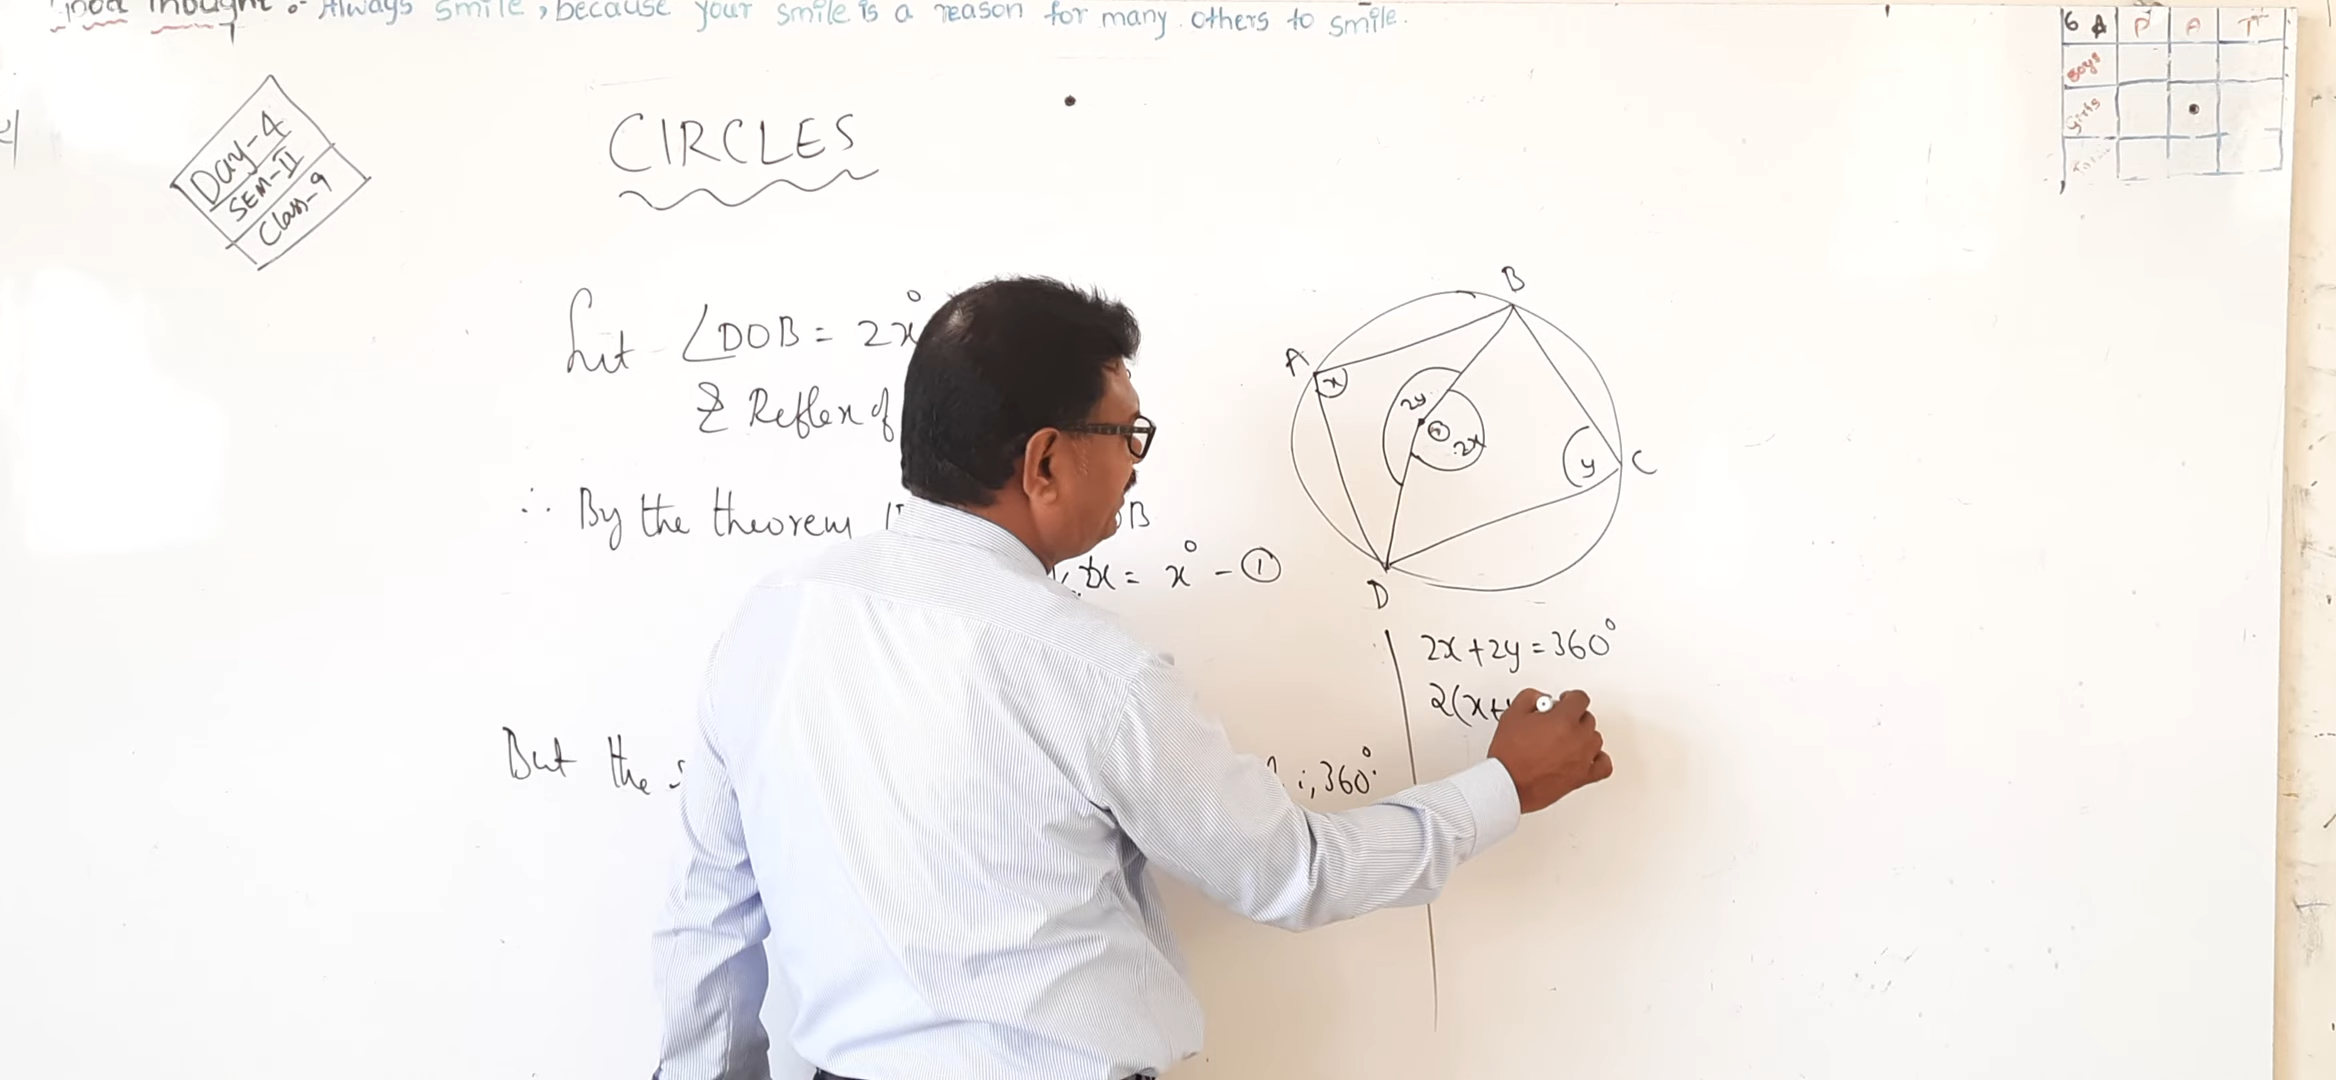 Good thought :- Always smile, because your smile is a reason for many others to smile.
6 A P A T
Boys
Girls
Day-4
SEM-II
Class-9
CIRCLES
Let ∠DOB = 2x°
& Reflex of
∴ By the theorem
x = x° - ①
But the
360°.
A
B
C
D
x
2y
2x
y
2x+2y=360°
2(x+